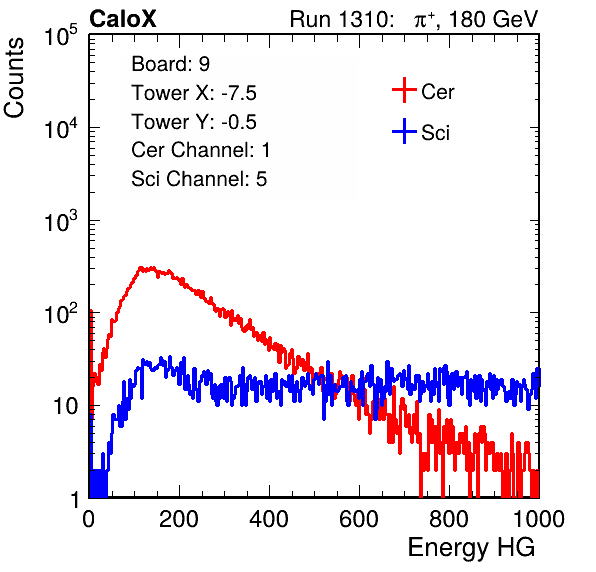 CaloX Run 1310: π⁺, 180 GeV
Counts
10⁵
10⁴
10³
10²
10
1
Board: 9
Tower X: -7.5
Tower Y: -0.5
Cer Channel: 1
Sci Channel: 5
Cer
Sci
0 200 400 600 800 1000
Energy HG